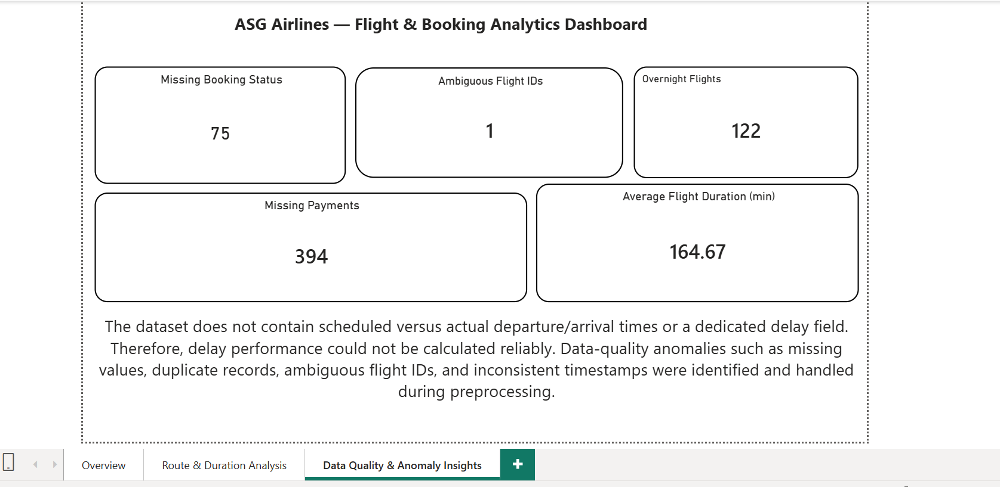 ASG Airlines — Flight & Booking Analytics Dashboard
Missing Booking Status
75
Ambiguous Flight IDs
1
Overnight Flights
122
Missing Payments
394
Average Flight Duration (min)
164.67
The dataset does not contain scheduled versus actual departure/arrival times or a dedicated delay field.
Therefore, delay performance could not be calculated reliably. Data-quality anomalies such as missing
values, duplicate records, ambiguous flight IDs, and inconsistent timestamps were identified and handled
during preprocessing.
Overview
Route & Duration Analysis
Data Quality & Anomaly Insights
+